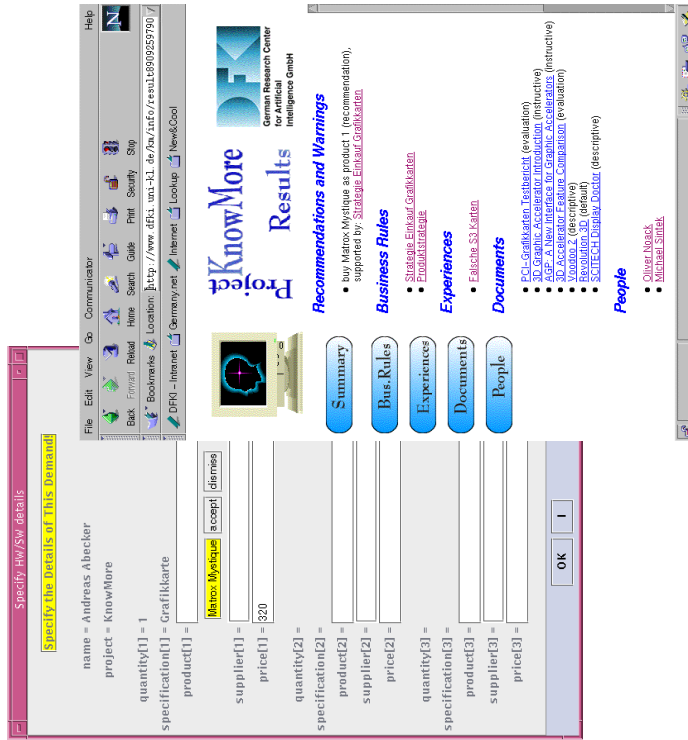 Specify HW/SW details
Specify the Details of This Demand!
name = Andreas Abecker
project = KnowMore
quantity[1] = 1
specification[1] = Grafikkarte
product[1] =
Matrox Mystique accept dismiss
supplier[1] =
price[1] = 320
quantity[2] =
specification[2] =
product[2] =
supplier[2] =
price[2] =
quantity[3] =
specification[3] =
product[3] =
supplier[3] =
price[3] =
OK I
File Edit View Go Communicator Help
Back Forward Reload Home Search Guide Print Security Stop
N
Bookmarks Location: http://www.dfki.uni-kl.de/km/info/result8909259790
DFKI - Intranet Germany.net Internet Lookup New&Cool
Project KnowMore
Results
DFKI
German Research Center
for Artificial
Intelligence GmbH
Summary
Bus.Rules
Experiences
Documents
People
Recommendations and Warnings
• buy Matrox Mystique as product 1 (recommendation),
supported by: Strategie Einkauf Grafikkarten
Business Rules
• Strategie Einkauf Grafikkarten
• Produktstrategie
Experiences
• Falsche S3 Karten
Documents
• PCI-Grafikkarten Testbericht (evaluation)
• 3D Graphic Accelerator Introduction (instructive)
• AGP: A New Interface for Graphic Accelerators (instructive)
• 3D Accelerator Feature Comparison (evaluation)
• Voodoo 2 (descriptive)
• Revolution 3D (default)
• SCITECH Display Doctor (descriptive)
People
• Oliver Noack
• Michael Sintek